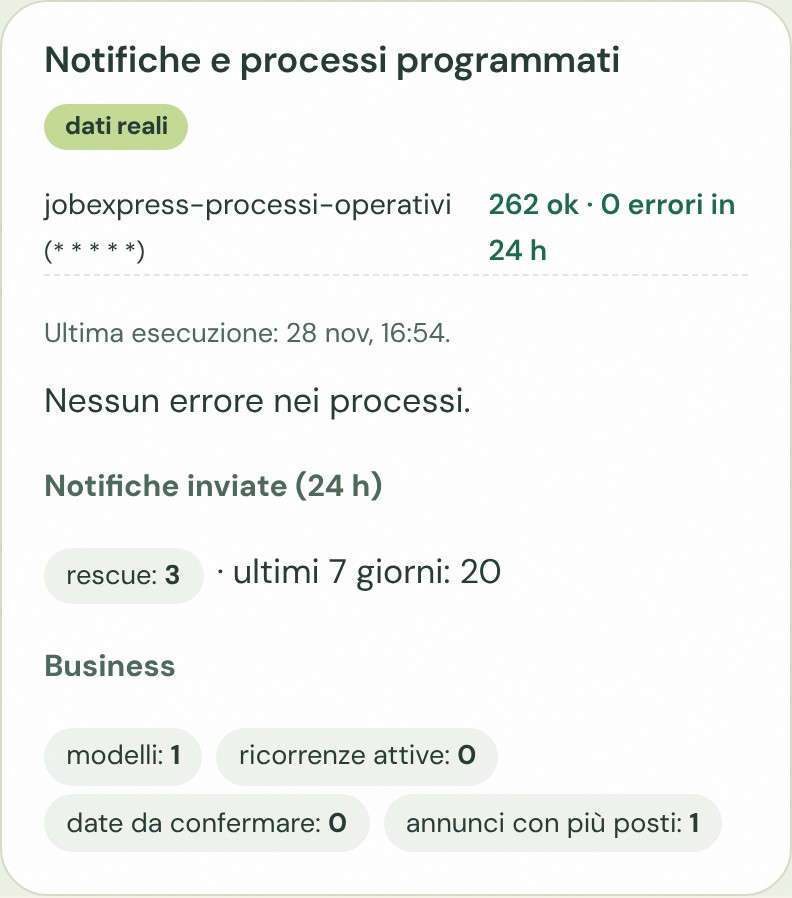 Notifiche e processi programmati
dati reali
jobexpress-processi-operativi 262 ok · 0 errori in
(* * * * *) 24 h
Ultima esecuzione: 28 nov, 16:54.
Nessun errore nei processi.
Notifiche inviate (24 h)
rescue: 3 · ultimi 7 giorni: 20
Business
modelli: 1 ricorrenze attive: 0
date da confermare: 0 annunci con più posti: 1